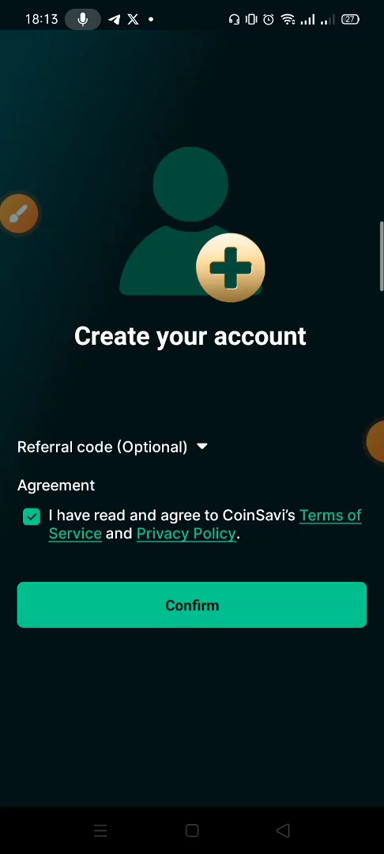 18:13
27
Create your account
Referral code (Optional)
Agreement
I have read and agree to CoinSavi's Terms of
Service and Privacy Policy.
Confirm